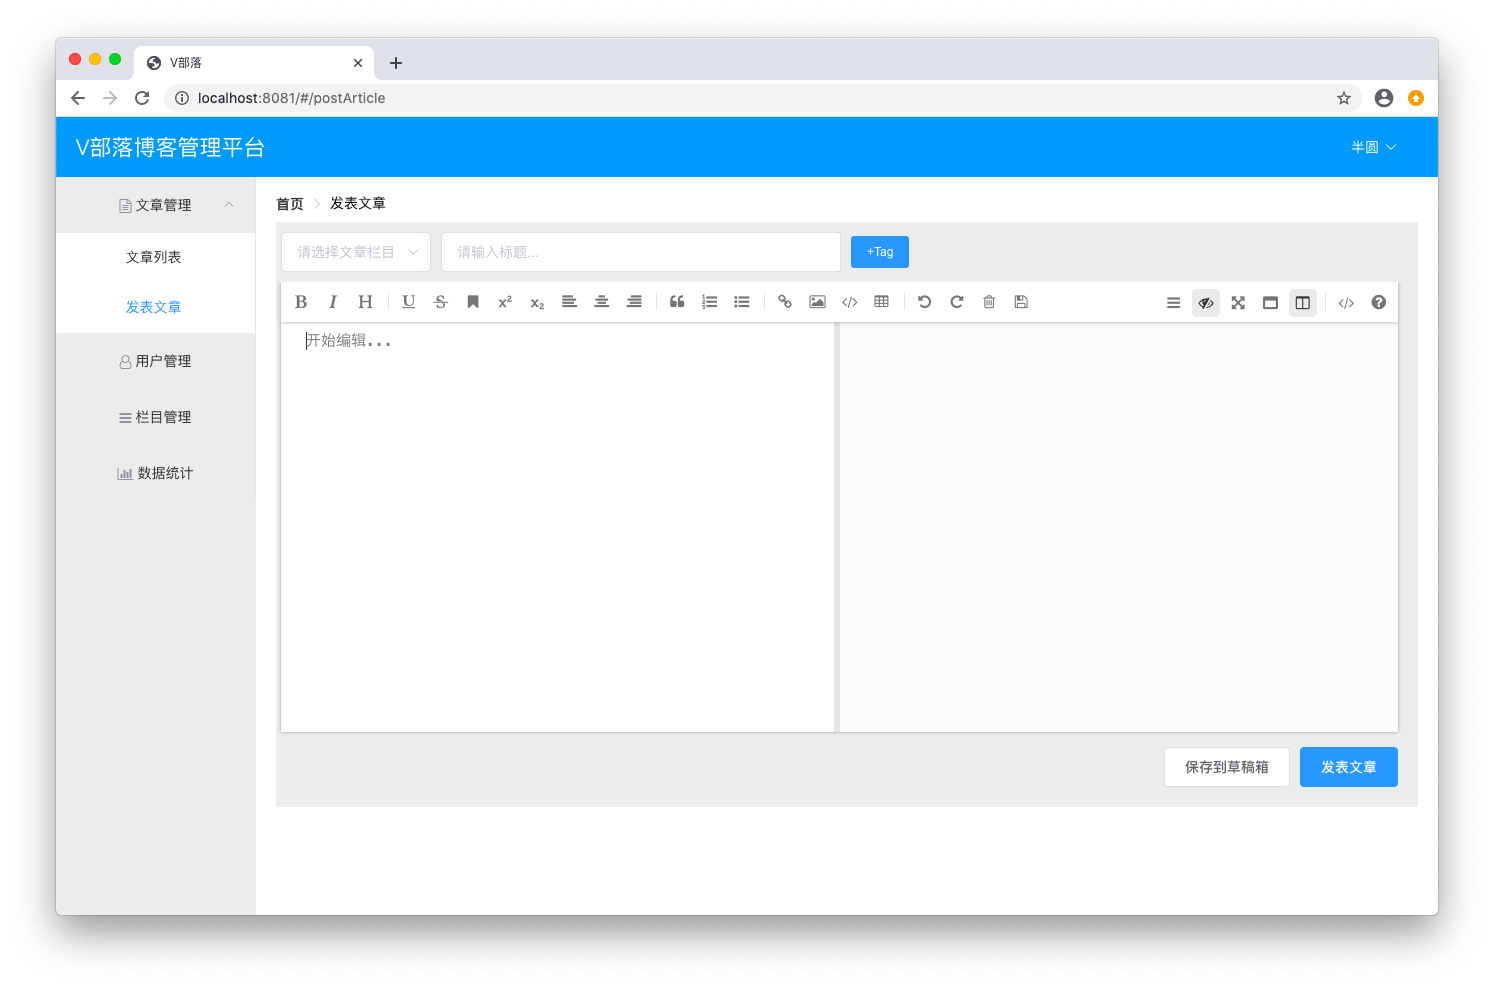 V部落
localhost:8081/#/postArticle
V部落博客管理平台
半圆
文章管理
文章列表
发表文章
用户管理
栏目管理
数据统计
首页 发表文章
请选择文章栏目 请输入标题... +Tag
B I H U S x² x₂
开始编辑...
保存到草稿箱 发表文章